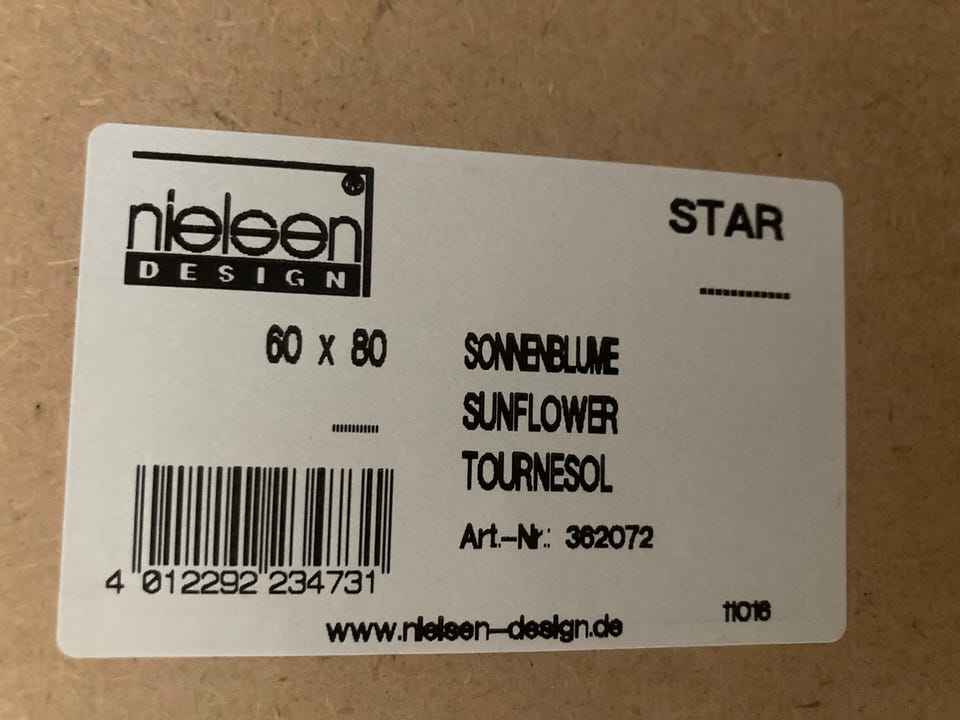 nielsen
DESIGN
STAR
60 x 80
SONNENBLUME
SUNFLOWER
TOURNESOL
Art.-Nr.: 362072
4 012292 234731
www.nielsen-design.de
11016